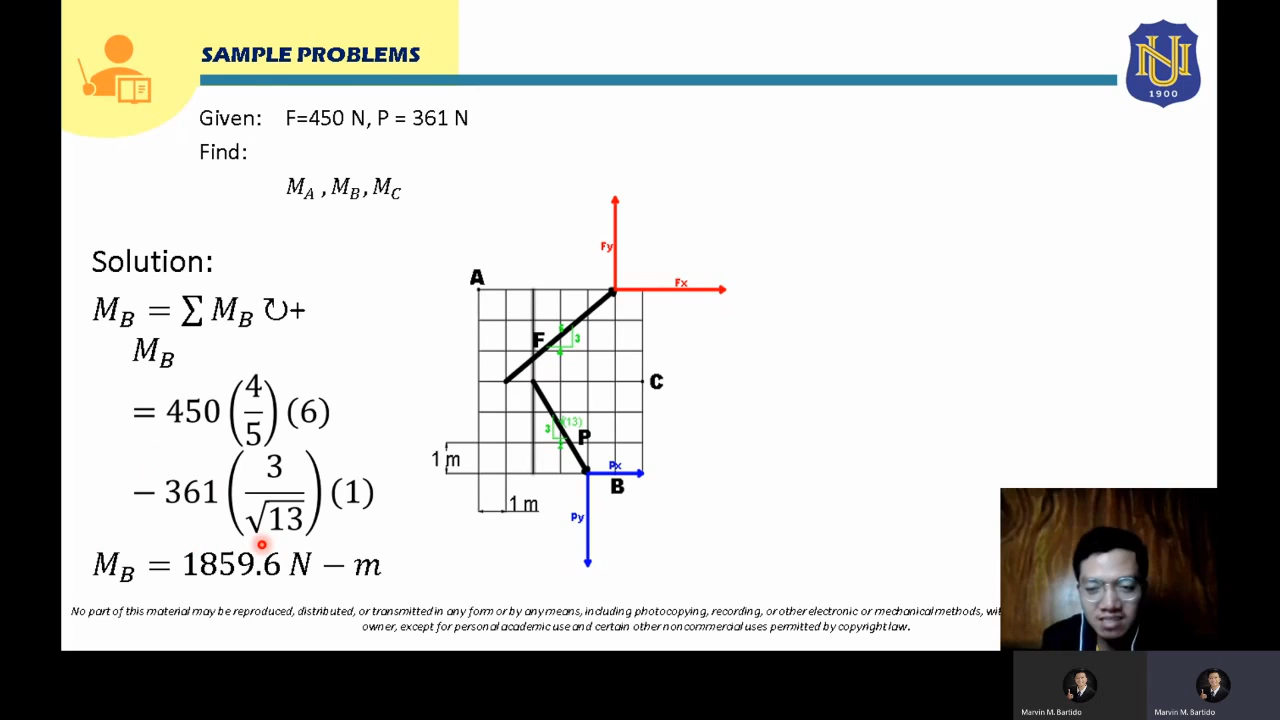 SAMPLE PROBLEMS
NU
1900
Given: F=450 N, P = 361 N
Find:
M_A , M_B, M_C
Solution:
M_B = ∑ M_B ↻+
M_B
= 450 (4/5) (6)
− 361 (3/√13) (1)
M_B = 1859.6 N − m
A
Fy
Fx
F
3
C
√(13)
3
P
1 m
Px
B
1 m
Py
No part of this material may be reproduced, distributed, or transmitted in any form or by any means, including photocopying, recording, or other electronic or mechanical methods,
owner, except for personal academic use and certain other noncommercial uses permitted by copyright law.
Marvin M. Bartido
Marvin M. Bartido